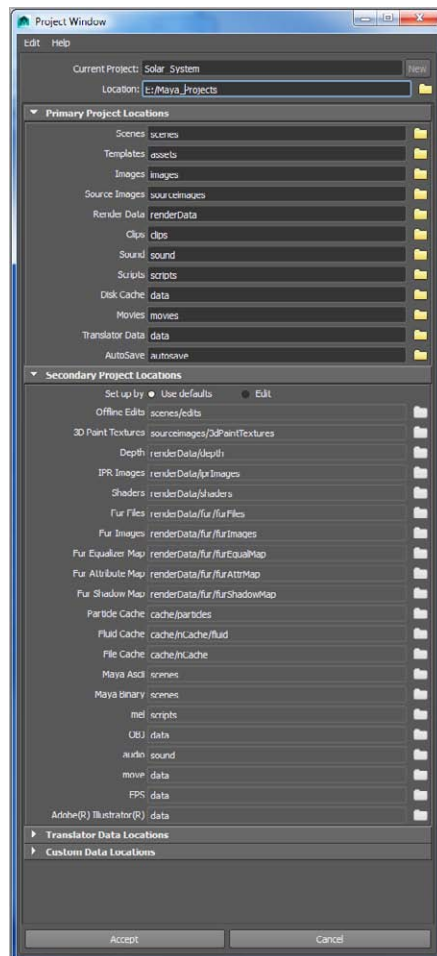 Project Window
Edit Help
Current Project: Solar_System New
Location: E:/Maya_Projects
Primary Project Locations
Scenes scenes
Templates assets
Images images
Source Images sourceimages
Render Data renderData
Clips clips
Sound sound
Scripts scripts
Disk Cache data
Movies movies
Translator Data data
AutoSave autosave
Secondary Project Locations
Set up by Use defaults Edit
Offline Edits scenes/edits
3D Paint Textures sourceimages/3dPaintTextures
Depth renderData/depth
IPR Images renderData/iprImages
Shaders renderData/shaders
Fur Files renderData/fur/furFiles
Fur Images renderData/fur/furImages
Fur Equalizer Map renderData/fur/furEqualMap
Fur Attribute Map renderData/fur/furAttrMap
Fur Shadow Map renderData/fur/furShadowMap
Particle Cache cache/particles
Fluid Cache cache/nCache/fluid
File Cache cache/nCache
Maya Ascii scenes
Maya Binary scenes
mel scripts
OBJ data
audio sound
move data
EPS data
Adobe(R) Illustrator(R) data
Translator Data Locations
Custom Data Locations
Accept Cancel